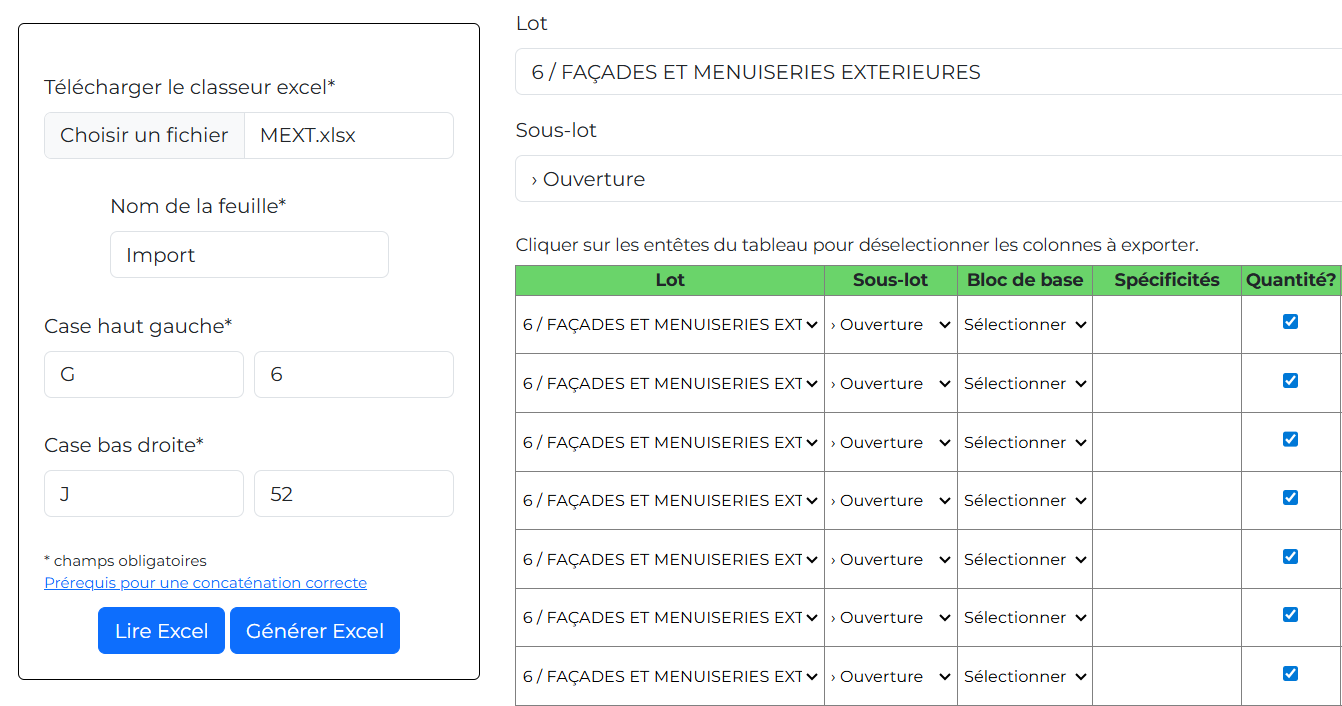 Télécharger le classeur excel*
Choisir un fichier MEXT.xlsx
Nom de la feuille*
Import
Case haut gauche*
G 6
Case bas droite*
J 52
* champs obligatoires
Prérequis pour une concaténation correcte
Lire Excel Générer Excel
Lot
6 / FAÇADES ET MENUISERIES EXTERIEURES
Sous-lot
› Ouverture
Cliquer sur les entêtes du tableau pour déselectionner les colonnes à exporter.
Lot Sous-lot Bloc de base Spécificités Quantité?
6 / FAÇADES ET MENUISERIES EXT › Ouverture Sélectionner
6 / FAÇADES ET MENUISERIES EXT › Ouverture Sélectionner
6 / FAÇADES ET MENUISERIES EXT › Ouverture Sélectionner
6 / FAÇADES ET MENUISERIES EXT › Ouverture Sélectionner
6 / FAÇADES ET MENUISERIES EXT › Ouverture Sélectionner
6 / FAÇADES ET MENUISERIES EXT › Ouverture Sélectionner
6 / FAÇADES ET MENUISERIES EXT › Ouverture Sélectionner